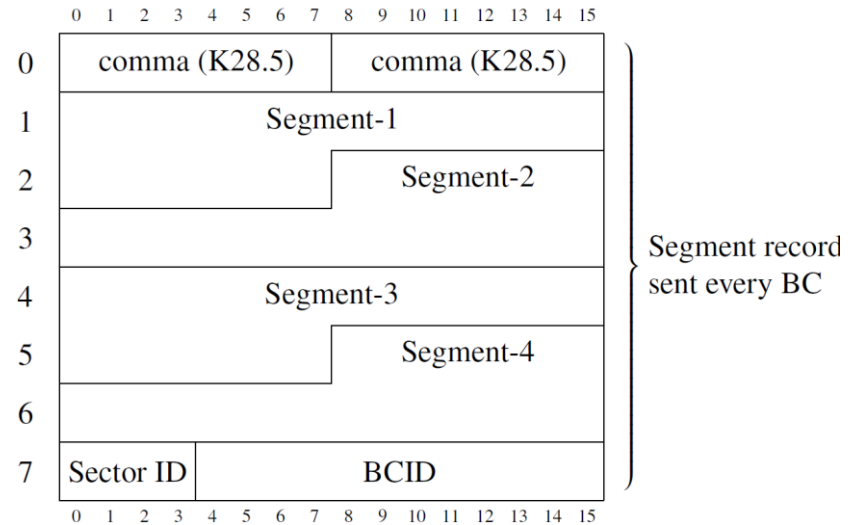 0 1 2 3 4 5 6 7 8 9 10 11 12 13 14 15
0 comma (K28.5) comma (K28.5)
1 Segment-1
2 Segment-2
3
Segment record
4 Segment-3
sent every BC
5 Segment-4
6
7 Sector ID BCID
0 1 2 3 4 5 6 7 8 9 10 11 12 13 14 15